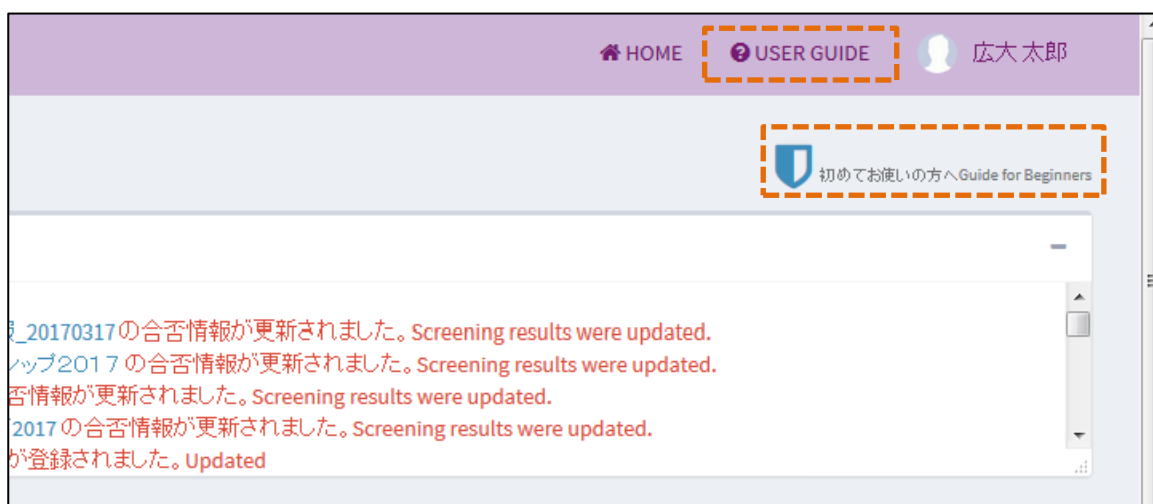 HOME USER GUIDE 広大 太郎
初めてお使いの方へGuide for Beginners
_20170317の合否情報が更新されました。Screening results were updated.
ップ2017の合否情報が更新されました。Screening results were updated.
否情報が更新されました。Screening results were updated.
2017の合否情報が更新されました。Screening results were updated.
が登録されました。Updated